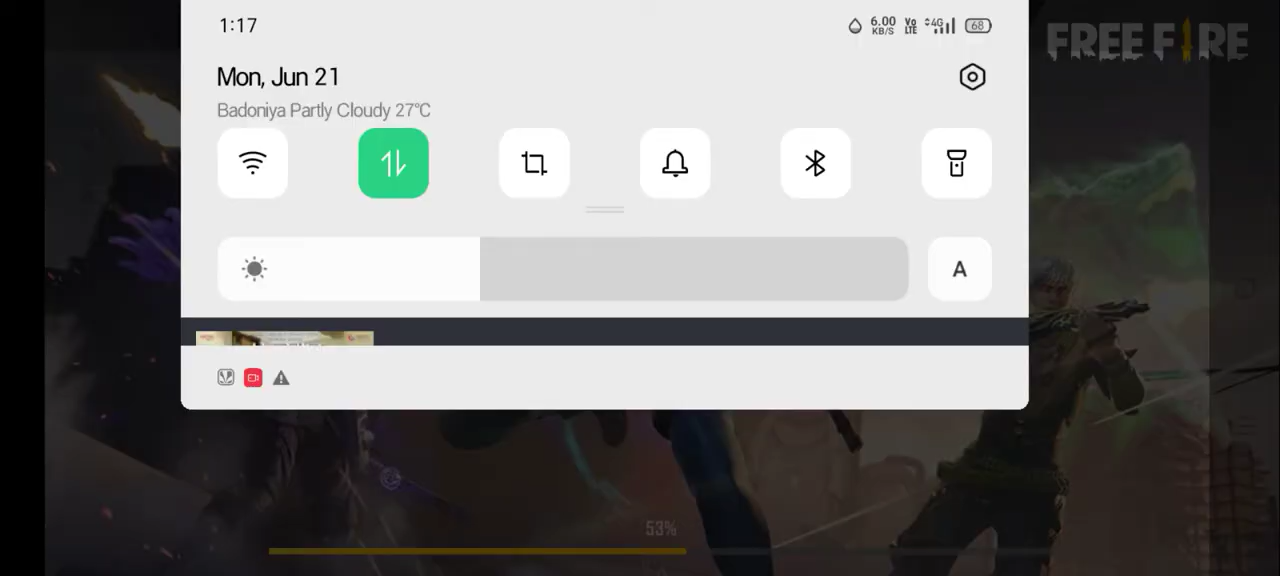 1:17
6.00
KB/S
Vo
LTE
4G
68
FREE FIRE
Mon, Jun 21
Badoniya Partly Cloudy 27°C
A
53%